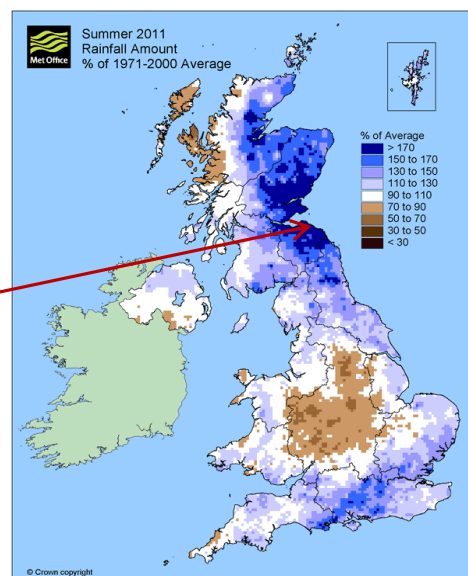 Met Office
Summer 2011
Rainfall Amount
% of 1971-2000 Average
% of Average
> 170
150 to 170
130 to 150
110 to 130
90 to 110
70 to 90
50 to 70
30 to 50
< 30
© Crown copyright